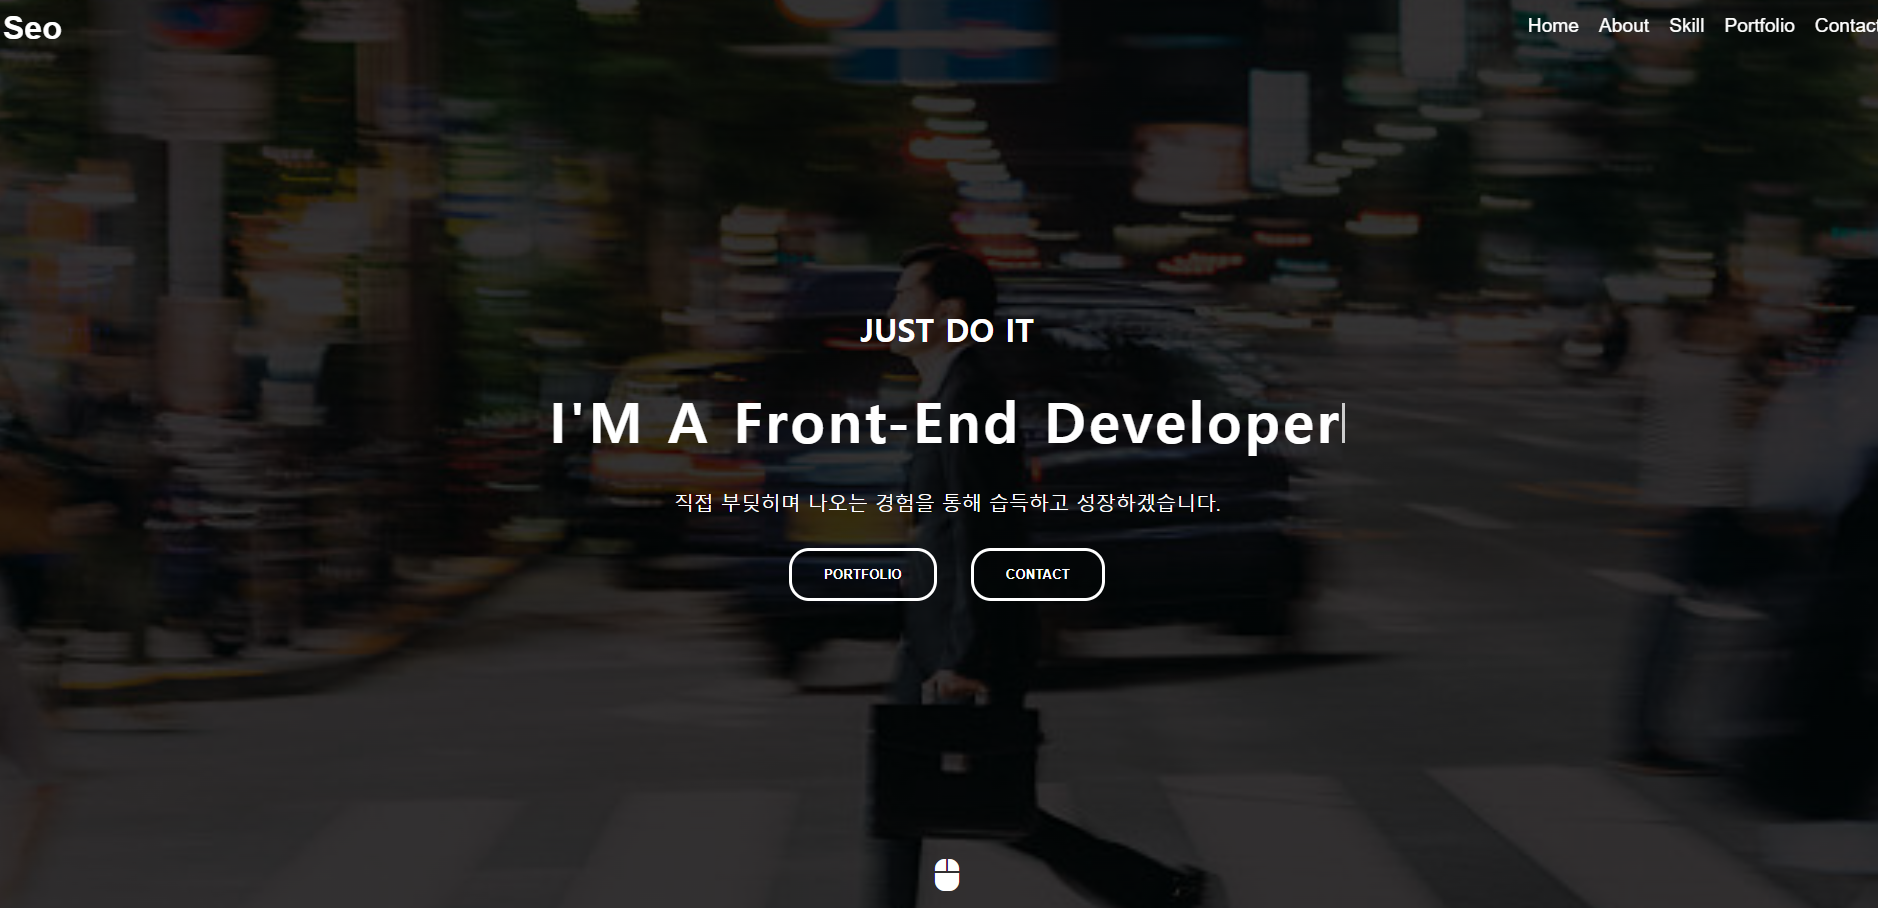 Seo
Home About Skill Portfolio Contact
JUST DO IT
I'M A Front-End Developer
직접 부딪히며 나오는 경험을 통해 습득하고 성장하겠습니다.
PORTFOLIO CONTACT